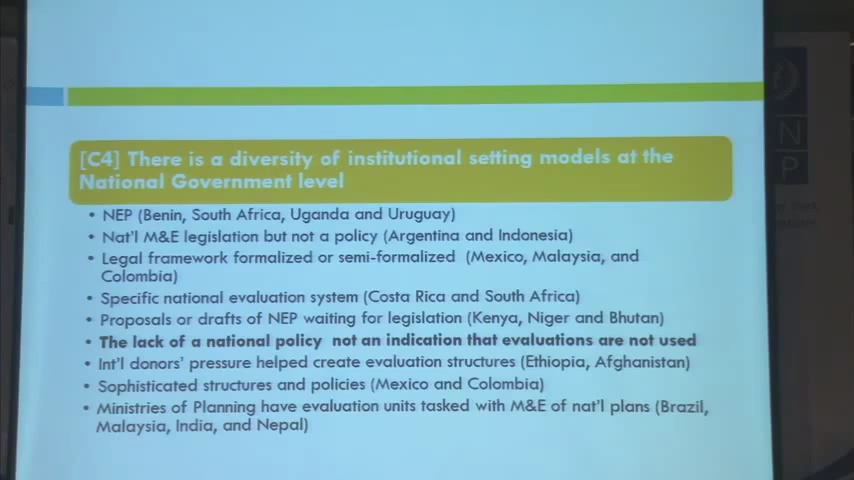 [C4] There is a diversity of institutional setting models at the
National Government level
• NEP (Benin, South Africa, Uganda and Uruguay)
• Nat'l M&E legislation but not a policy (Argentina and Indonesia)
• Legal framework formalized or semi-formalized (Mexico, Malaysia, and
Colombia)
• Specific national evaluation system (Costa Rica and South Africa)
• Proposals or drafts of NEP waiting for legislation (Kenya, Niger and Bhutan)
• The lack of a national policy not an indication that evaluations are not used
• Int'l donors' pressure helped create evaluation structures (Ethiopia, Afghanistan)
• Sophisticated structures and policies (Mexico and Colombia)
• Ministries of Planning have evaluation units tasked with M&E of nat'l plans (Brazil,
Malaysia, India, and Nepal)
N
P